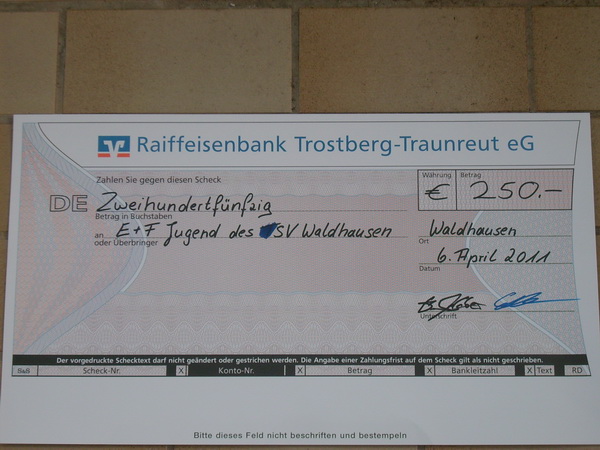 Raiffeisenbank Trostberg-Traunreut eG
Zahlen Sie gegen diesen Scheck
Währung Betrag
DE Zweihundertfünfzig € 250.-
Betrag in Buchstaben
an E+F Jugend des SV Waldhausen Waldhausen
oder Überbringer Ort
6. April 2011
Datum
Unterschrift
Der vorgedruckte Schecktext darf nicht geändert oder gestrichen werden. Die Angabe einer Zahlungsfrist auf dem Scheck gilt als nicht geschrieben.
Scheck-Nr. X Konto-Nr. X Betrag X Bankleitzahl X Text RD
Bitte dieses Feld nicht beschriften und bestempeln